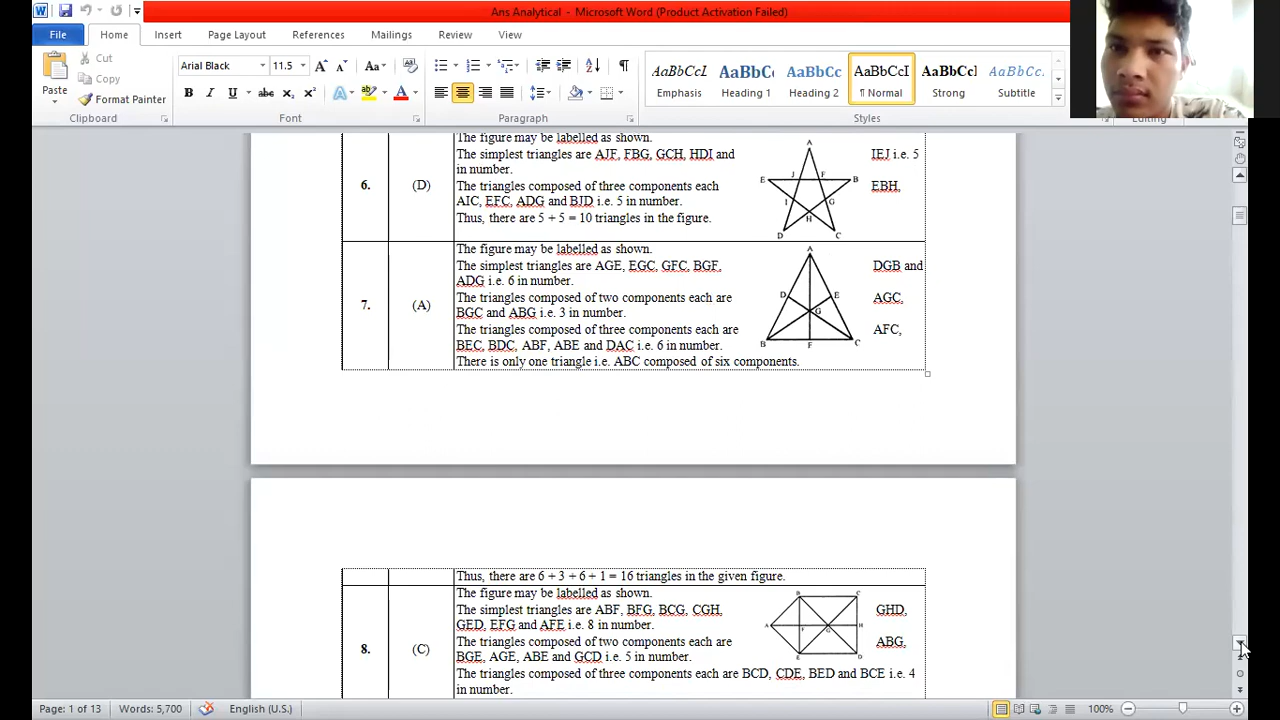 Ans Analytical - Microsoft Word (Product Activation Failed)
File Home Insert Page Layout References Mailings Review View
Cut
Copy
Paste Format Painter
Clipboard
Arial Black 11.5
Font
Paragraph
AaBbCcI AaBbCc AaBbCc AaBbCcI AaBbCcI AaBbCc.
Emphasis Heading 1 Heading 2 ¶ Normal Strong Subtitle
Styles
Editing
6. (D)
The figure may be labelled as shown.
The simplest triangles are AJF, FBG, GCH, HDI and IEJ i.e. 5
in number.
The triangles composed of three components each EBH,
AIC, EFC, ADG and BJD i.e. 5 in number.
Thus, there are 5 + 5 = 10 triangles in the figure.
A
E J F B
I G
H
D C
7. (A)
The figure may be labelled as shown.
The simplest triangles are AGE, EGC, GFC, BGF, DGB and
ADG i.e. 6 in number.
The triangles composed of two components each are AGC,
BGC and ABG i.e. 3 in number.
The triangles composed of three components each are AFC,
BEC, BDC, ABF, ABE and DAC i.e. 6 in number.
There is only one triangle i.e. ABC composed of six components.
A
D E
G
B F C
Thus, there are 6 + 3 + 6 + 1 = 16 triangles in the given figure.
8. (C)
The figure may be labelled as shown.
The simplest triangles are ABF, BFG, BCG, CGH, GHD,
GED, EFG and AFE i.e. 8 in number.
The triangles composed of two components each are ABG,
BGE, AGE, ABE and GCD i.e. 5 in number.
The triangles composed of three components each are BCD, CDE, BED and BCE i.e. 4
in number.
B C
A F G H
E D
Page: 1 of 13 Words: 5,700 English (U.S.) 100%